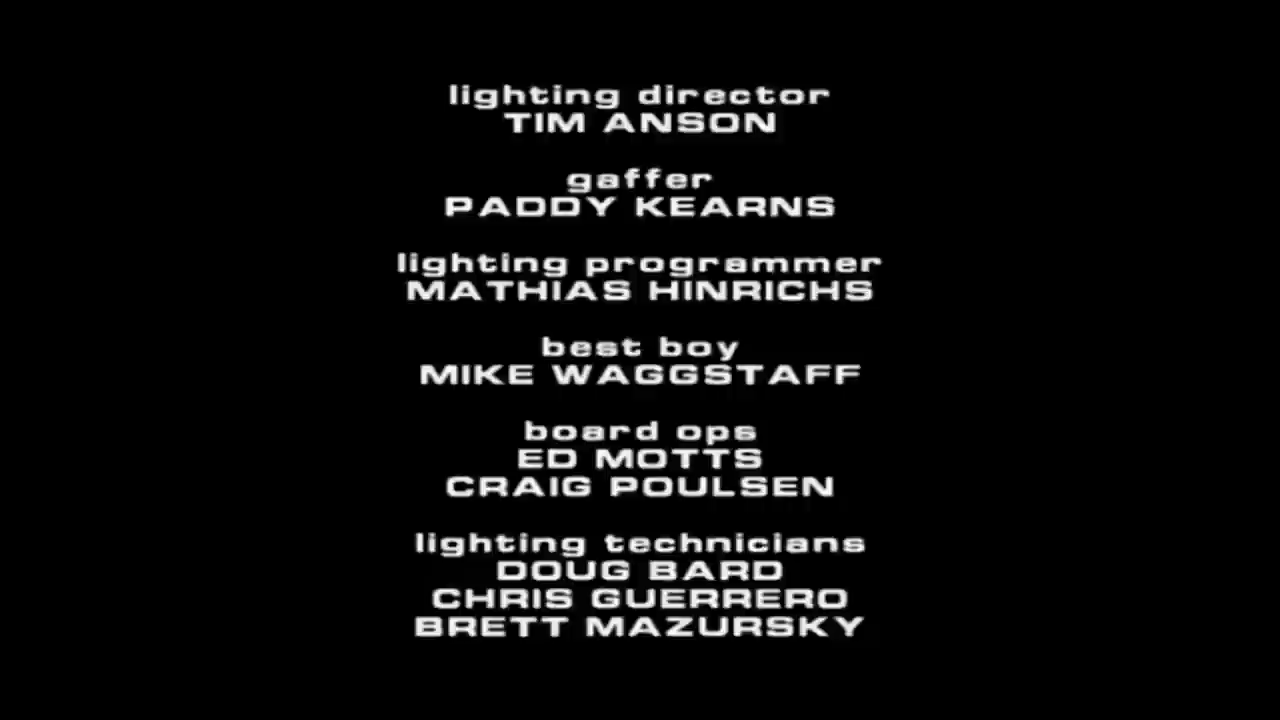 lighting director
TIM ANSON
gaffer
PADDY KEARNS
lighting programmer
MATHIAS HINRICHS
best boy
MIKE WAGGSTAFF
board ops
ED MOTTS
CRAIG POULSEN
lighting technicians
DOUG BARD
CHRIS GUERRERO
BRETT MAZURSKY